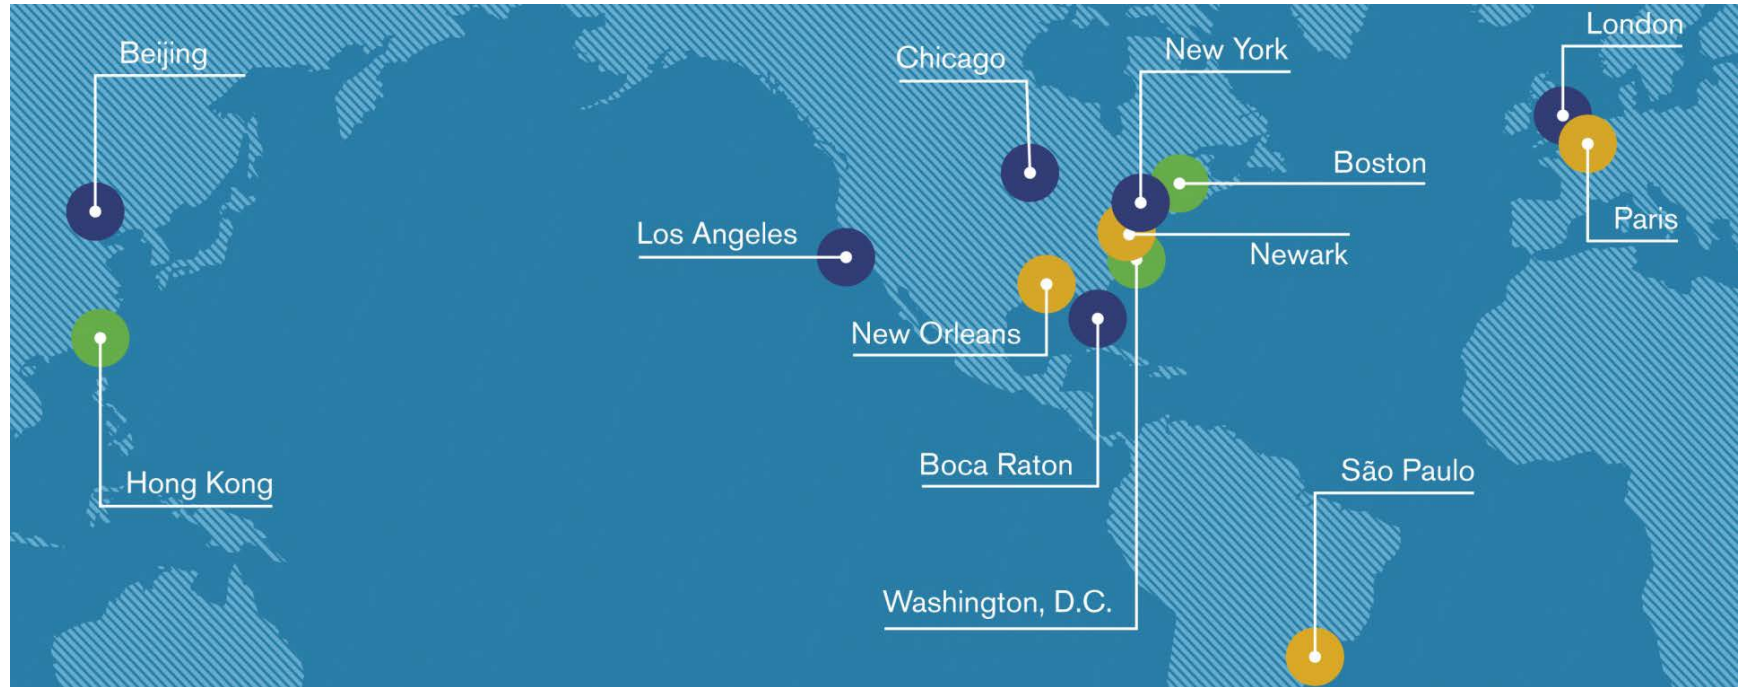 London
New York
Beijing
Chicago
Boston
Paris
Los Angeles
Newark
New Orleans
Boca Raton
São Paulo
Hong Kong
Washington, D.C.